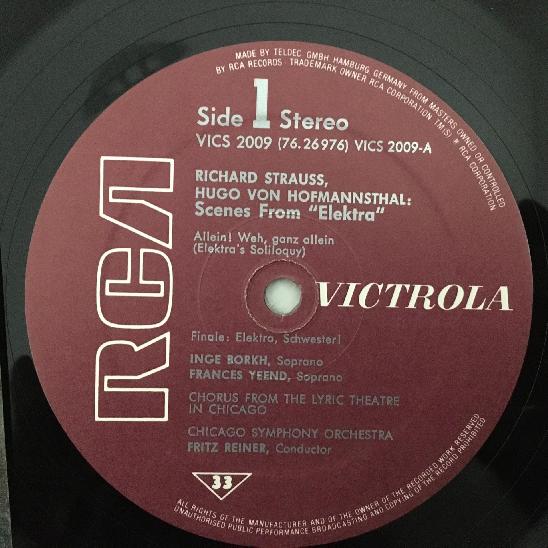 MADE BY TELDEC GMBH HAMBURG GERMANY FROM MASTERS OWNED OR CONTROLLED
BY RCA RECORDS · TRADEMARK OWNER RCA CORPORATION TM(S) ® RCA CORPORATION
Side 1 Stereo
VICS 2009 (76.26976) VICS 2009-A
RICHARD STRAUSS,
HUGO VON HOFMANNSTHAL:
Scenes From "Elektra"
Allein! Weh, ganz allein
(Elektra's Soliloquy)
RCA
VICTROLA
Finale: Elektra, Schwester!
INGE BORKH, Soprano
FRANCES YEEND, Soprano
CHORUS FROM THE LYRIC THEATRE
IN CHICAGO
CHICAGO SYMPHONY ORCHESTRA
FRITZ REINER, Conductor
33
ALL RIGHTS OF THE MANUFACTURER AND OF THE OWNER OF THE RECORDED WORK RESERVED
UNAUTHORISED PUBLIC PERFORMANCE BROADCASTING AND COPYING OF THE RECORD PROHIBITED